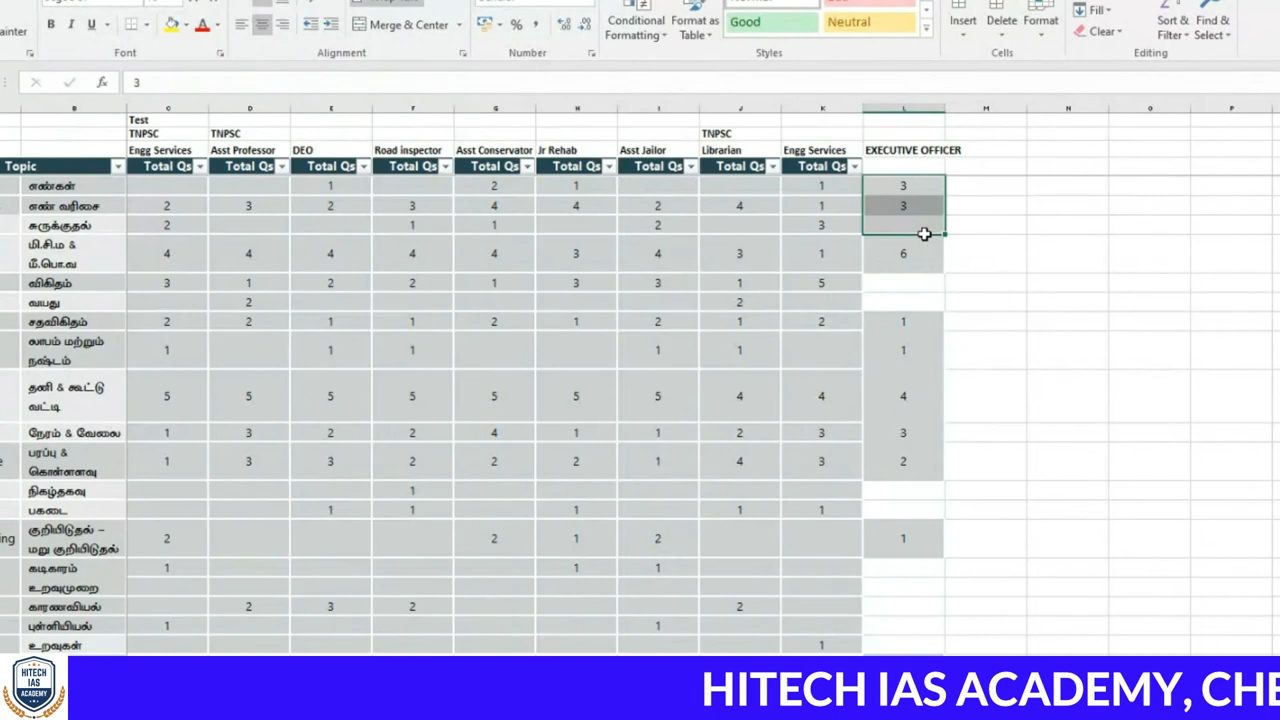 Merge & Center
Conditional Formatting
Format as Table
Good
Neutral
Insert
Delete
Format
Fill
Clear
Sort & Filter
Find & Select
Font
Alignment
Number
Styles
Cells
Editing
fx 3
B C D E F G H I J K L M N O P
Test
TNPSC TNPSC TNPSC
Engg Services Asst Professor DEO Road inspector Asst Conservator Jr Rehab Asst Jailor Librarian Engg Services EXECUTIVE OFFICER
Topic Total Qs Total Qs Total Qs Total Qs Total Qs Total Qs Total Qs Total Qs Total Qs
எண்கள் 1 2 1 1 3
எண் வரிசை 2 3 2 3 4 4 2 4 1 3
சுருக்குதல் 2 1 1 2 3
மி.சி.ம &
மீ.பொ.வ 4 4 4 4 4 3 4 3 1 6
விகிதம் 3 1 2 2 1 3 3 1 5
வயது 2 2
சதவிகிதம் 2 2 1 1 2 1 2 1 2 1
லாபம் மற்றும்
நஷ்டம் 1 1 1 1 1 1
தனி & கூட்டு
வட்டி 5 5 5 5 5 5 5 4 4 4
நேரம் & வேலை 1 3 2 2 4 1 1 2 3 3
பரப்பு &
கொள்ளளவு 1 3 3 2 2 2 1 4 3 2
நிகழ்தகவு 1
பகடை 1 1 1 1 1
குறியிடுதல் –
மறு குறியிடுதல் 2 2 1 2 1
கடிகாரம் 1 1 1
உறவுமுறை
காரணவியல் 2 3 2 2
புள்ளியியல் 1 1
உறவுகள் 1
HITECH IAS ACADEMY
HITECH IAS ACADEMY, CHE